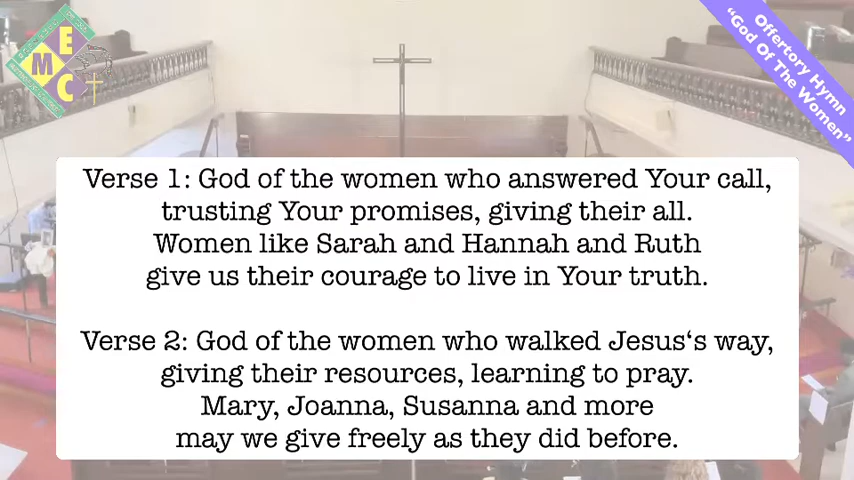 E
M
C
Offertory Hymn
“God Of The Women”
Verse 1: God of the women who answered Your call,
trusting Your promises, giving their all.
Women like Sarah and Hannah and Ruth
give us their courage to live in Your truth.
Verse 2: God of the women who walked Jesus‘s way,
giving their resources, learning to pray.
Mary, Joanna, Susanna and more
may we give freely as they did before.